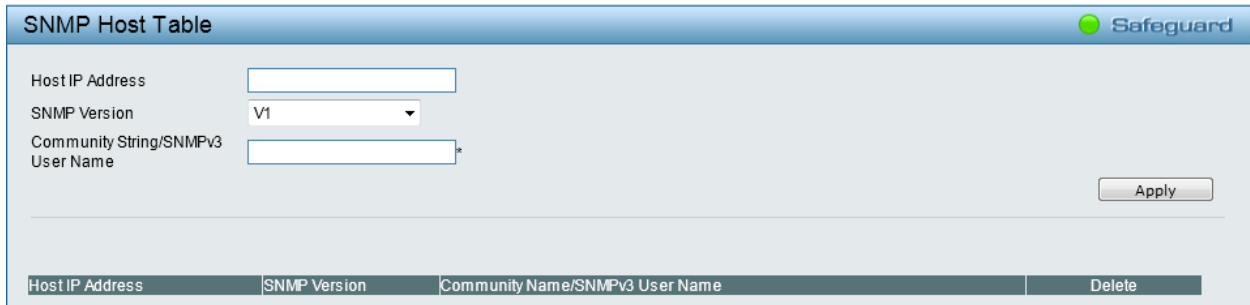 SNMP Host Table
Safeguard
Host IP Address
SNMP Version
V1
Community String/SNMPv3
User Name
*
Apply
Host IP Address SNMP Version Community Name/SNMPv3 User Name Delete